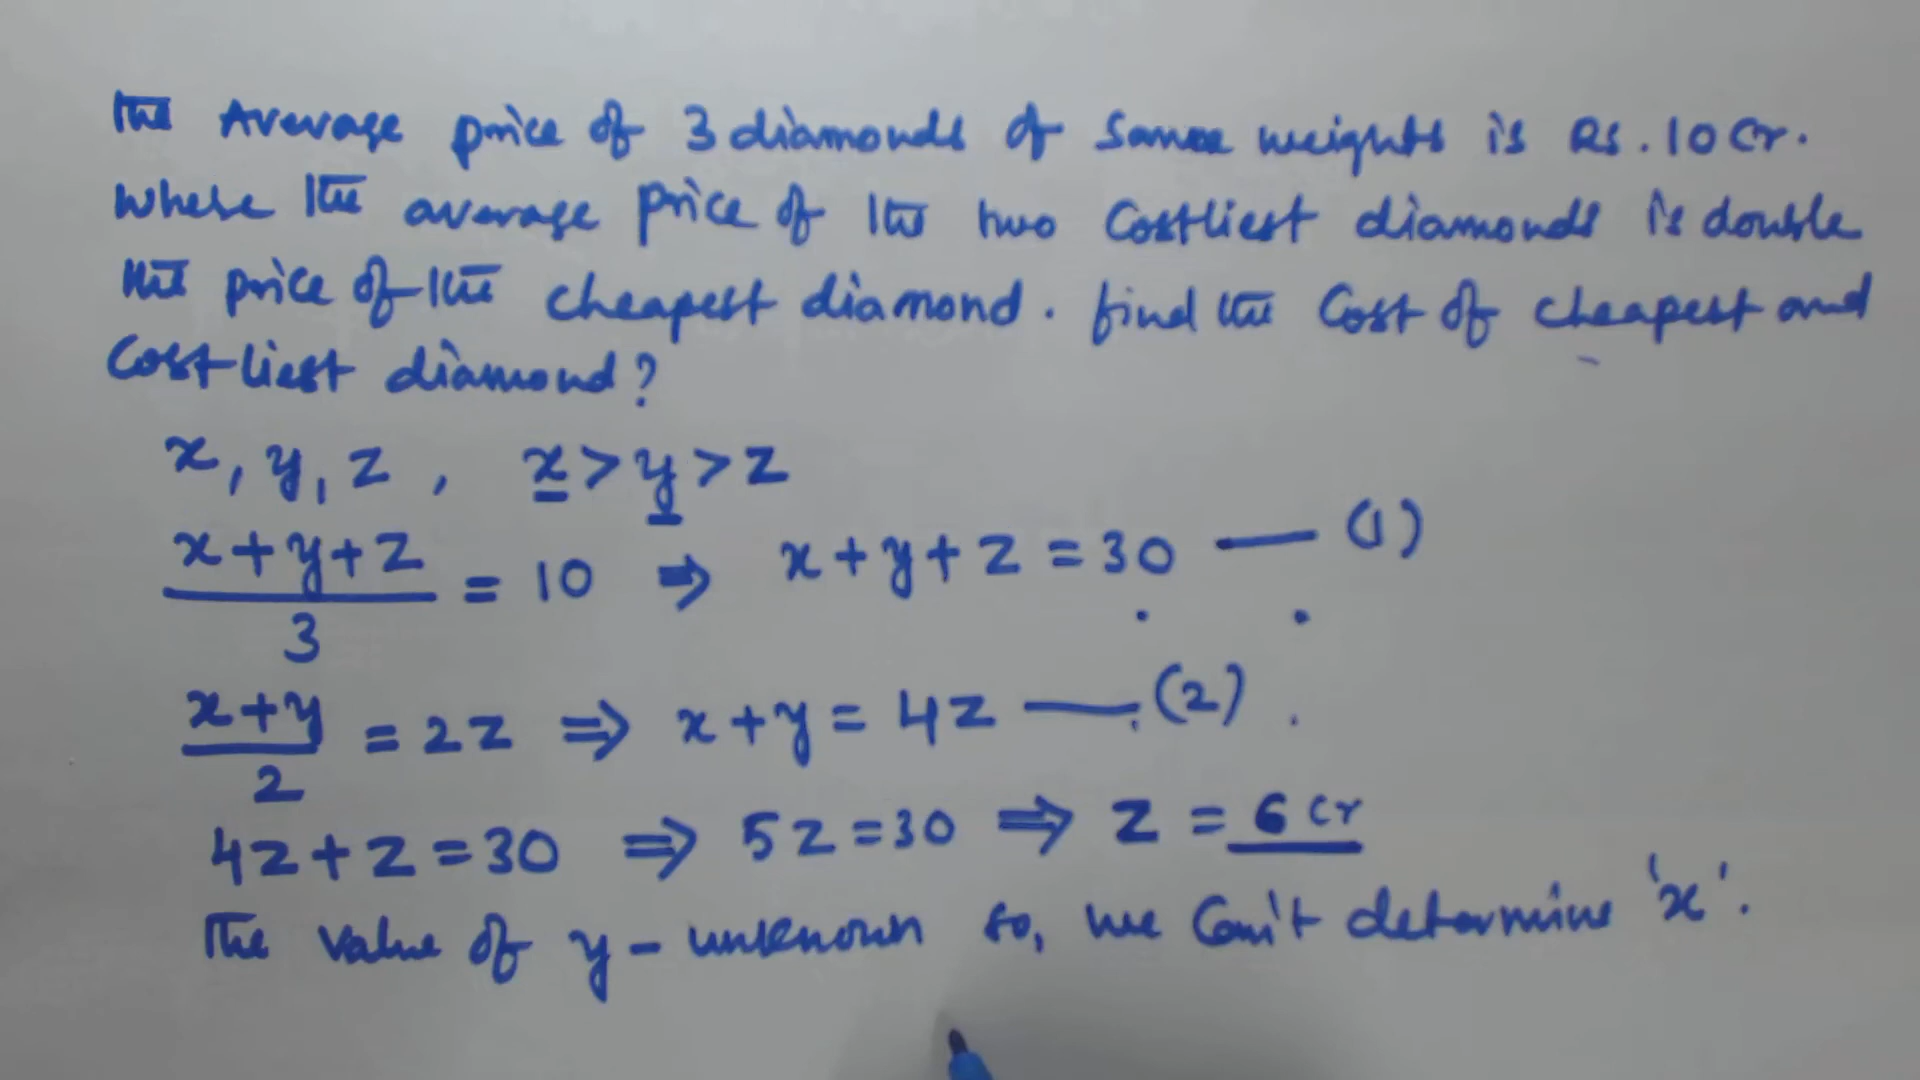 The Average price of 3 diamonds of same weights is Rs. 10 Cr.
Where the average price of the two Costliest diamonds is double
the price of the cheapest diamond. find the Cost of cheapest and
Costliest diamond?
x, y, z, x > y > z
x+y+z/3 = 10 ⇒ x+y+z = 30 — (1)
x+y/2 = 2z ⇒ x+y = 4z — (2)
4z+z=30 ⇒ 5z=30 ⇒ z = 6 cr
The value of y - unknown so, we Can't determine 'x'.